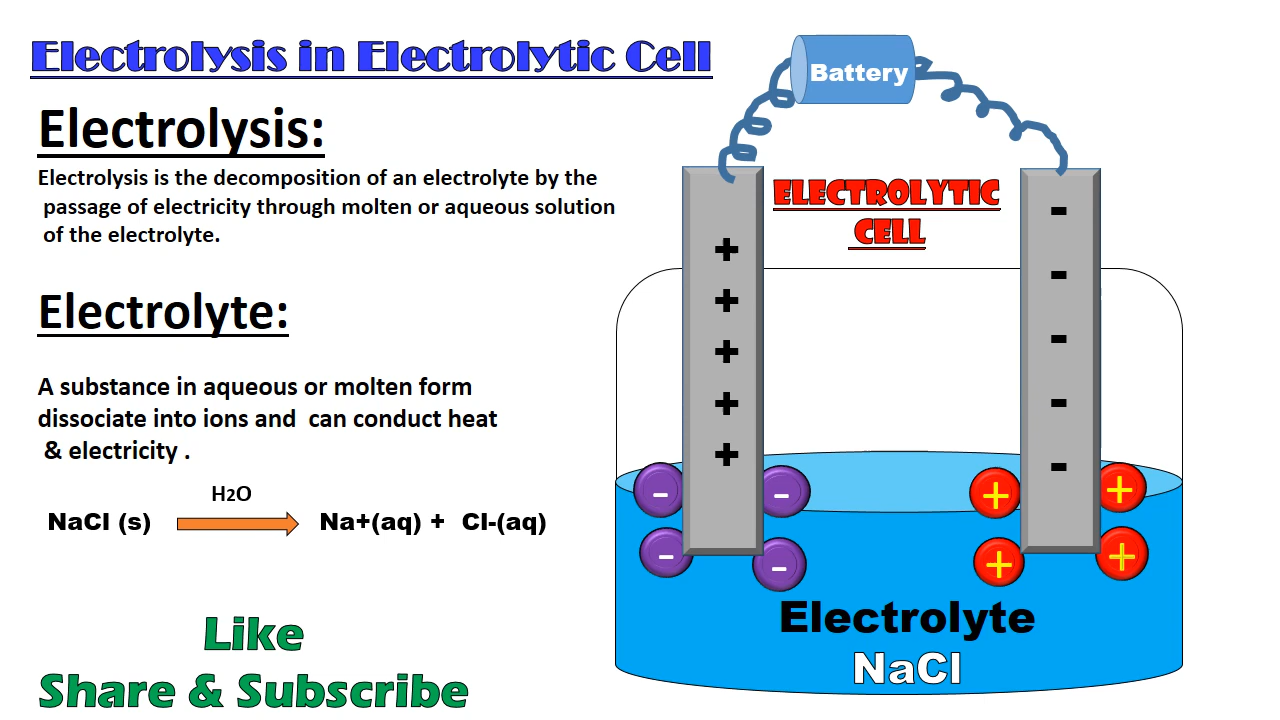 Electrolysis in Electrolytic Cell
Electrolysis:
Electrolysis is the decomposition of an electrolyte by the
passage of electricity through molten or aqueous solution
of the electrolyte.
Electrolyte:
A substance in aqueous or molten form
dissociate into ions and can conduct heat
& electricity .
H2O
NaCl (s) Na+(aq) + Cl-(aq)
Like
Share & Subscribe
Battery
ELECTROLYTIC
CELL
+
+
+
+
+
-
-
-
-
-
- - + +
- - + +
Electrolyte
NaCl